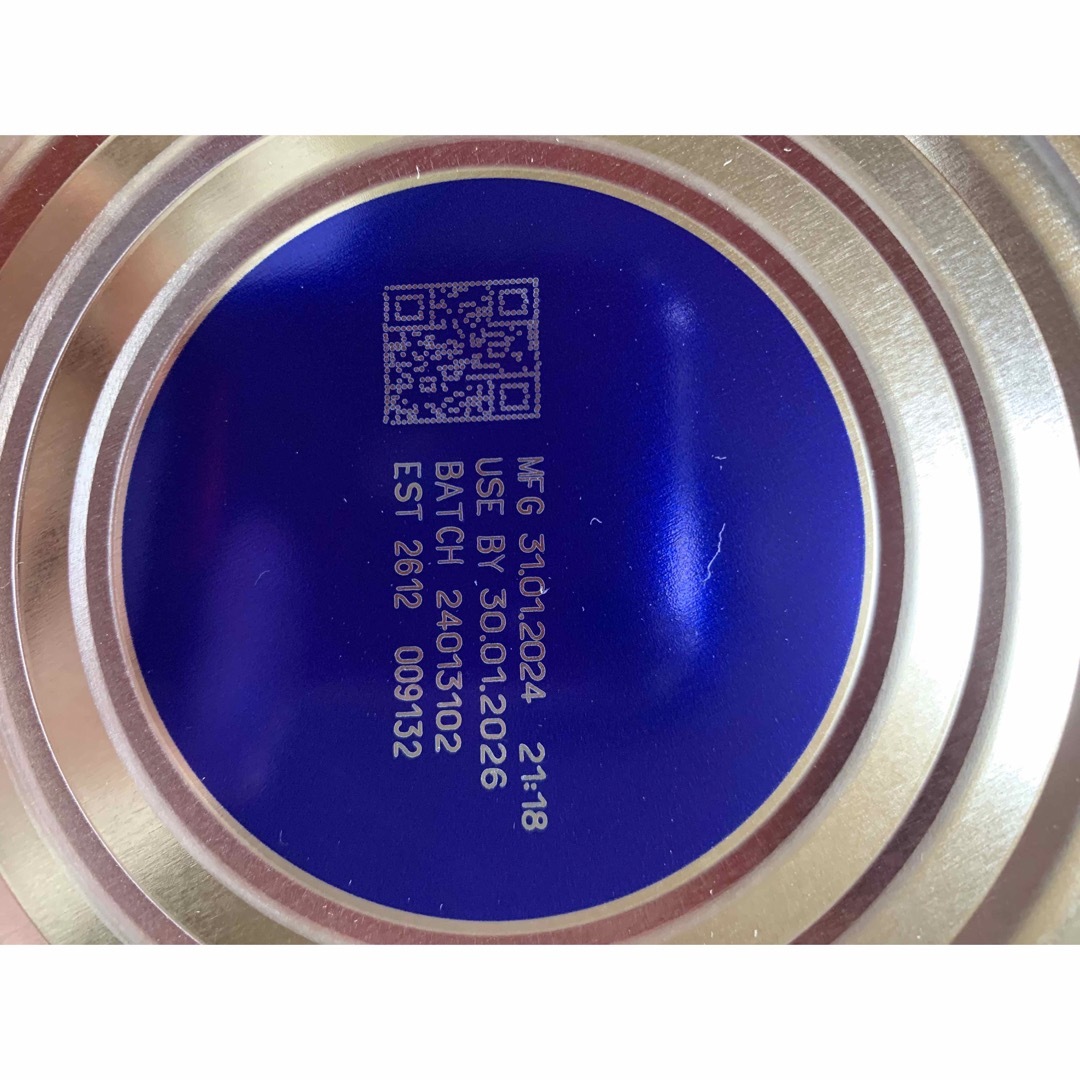 MFG 31.01.2024 21:18
USE BY 30.01.2026
BATCH 24013102
EST 2612 009132